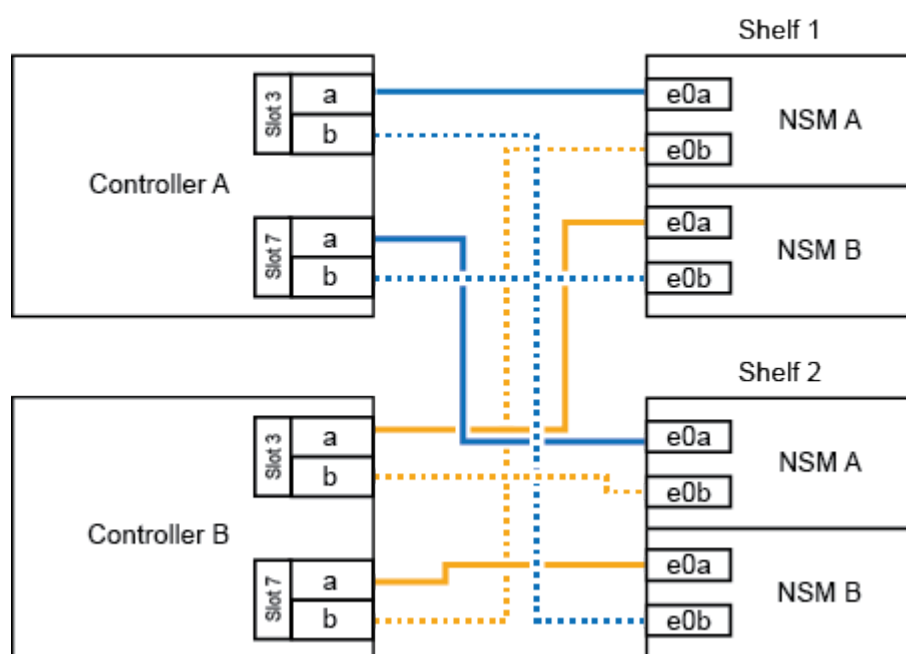 Controller A
Slot 3
a
b
Slot 7
a
b
Controller B
Slot 3
a
b
Slot 7
a
b
Shelf 1
e0a
e0b
NSM A
e0a
e0b
NSM B
Shelf 2
e0a
e0b
NSM A
e0a
e0b
NSM B